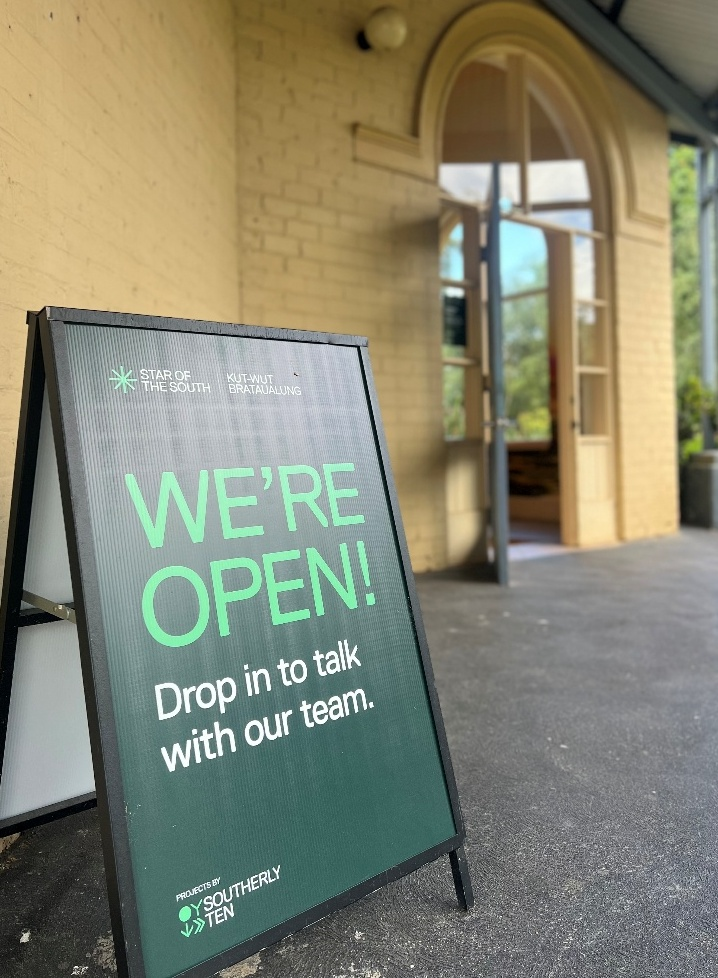 STAR OF
THE SOUTH
KUT-WUT
BRATAUALUNG
WE'RE
OPEN!
Drop in to talk
with our team.
PROJECTS BY
SOUTHERLY
TEN